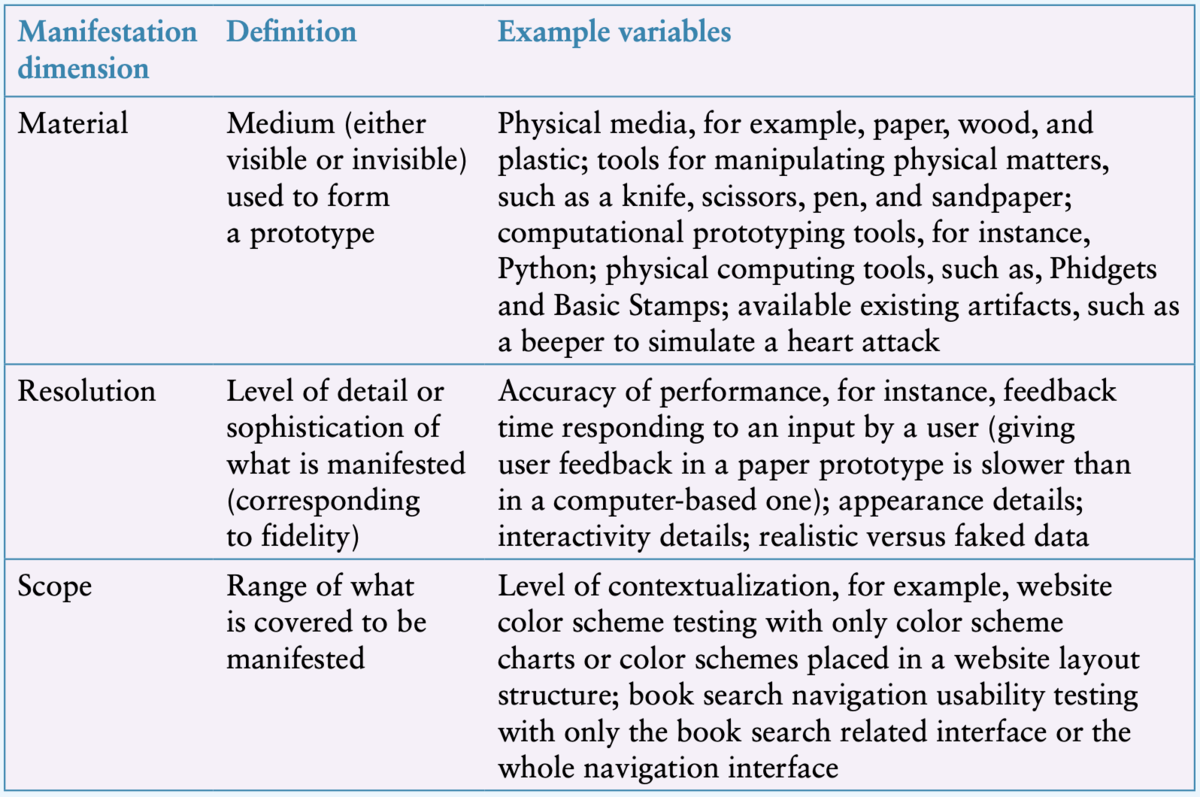 Manifestation dimension
Definition
Example variables
Material
Medium (either
visible or invisible)
used to form
a prototype
Physical media, for example, paper, wood, and
plastic; tools for manipulating physical matters,
such as a knife, scissors, pen, and sandpaper;
computational prototyping tools, for instance,
Python; physical computing tools, such as, Phidgets
and Basic Stamps; available existing artifacts, such as
a beeper to simulate a heart attack
Resolution
Level of detail or
sophistication of
what is manifested
(corresponding
to fidelity)
Accuracy of performance, for instance, feedback
time responding to an input by a user (giving
user feedback in a paper prototype is slower than
in a computer-based one); appearance details;
interactivity details; realistic versus faked data
Scope
Range of what
is covered to be
manifested
Level of contextualization, for example, website
color scheme testing with only color scheme
charts or color schemes placed in a website layout
structure; book search navigation usability testing
with only the book search related interface or the
whole navigation interface